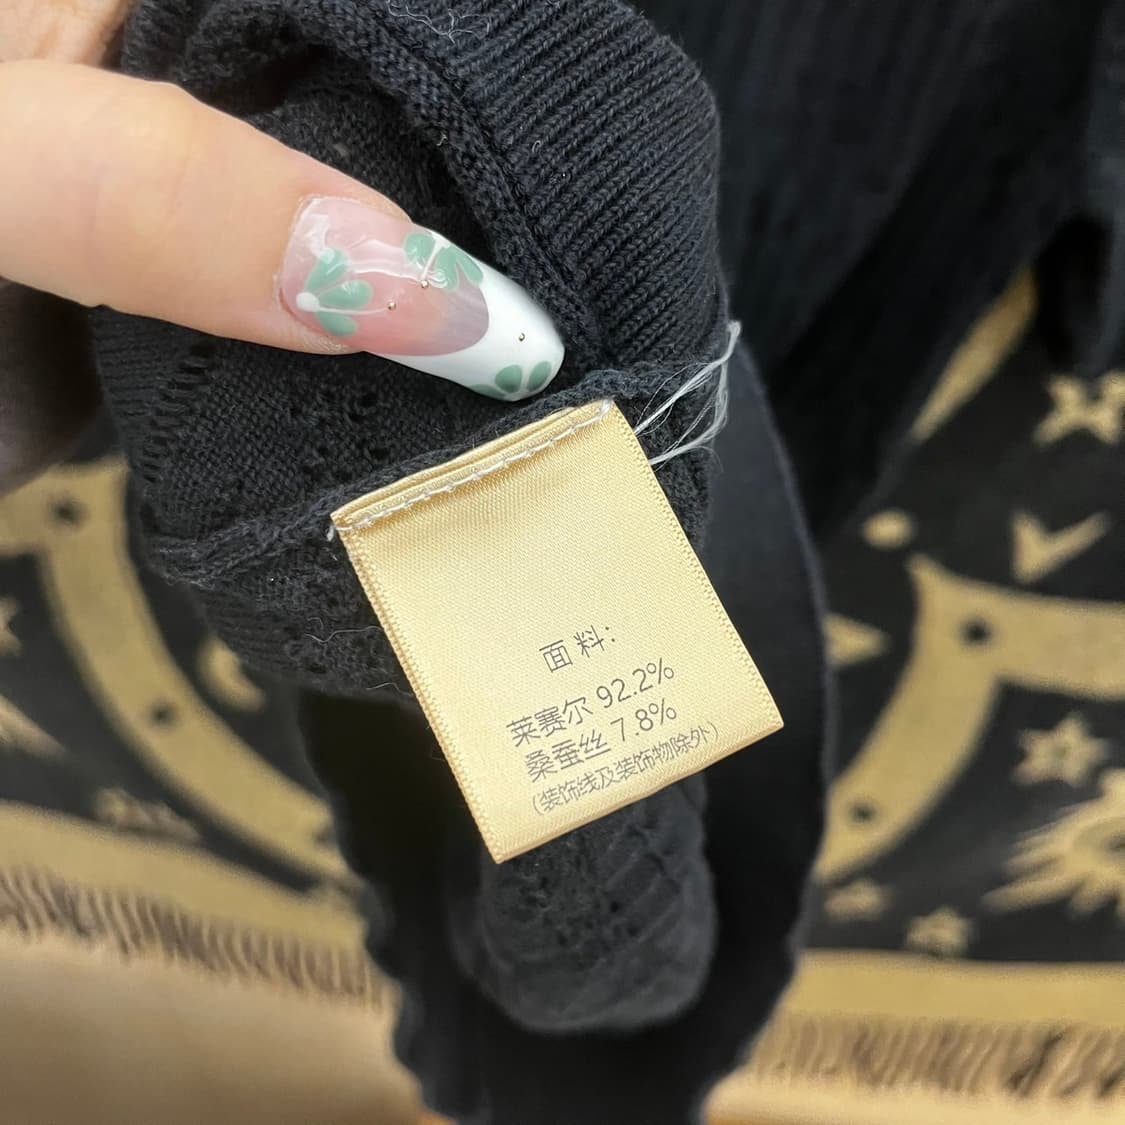 面料：
莱赛尔 92.2%
桑蚕丝 7.8%
(装饰线及装饰物除外)